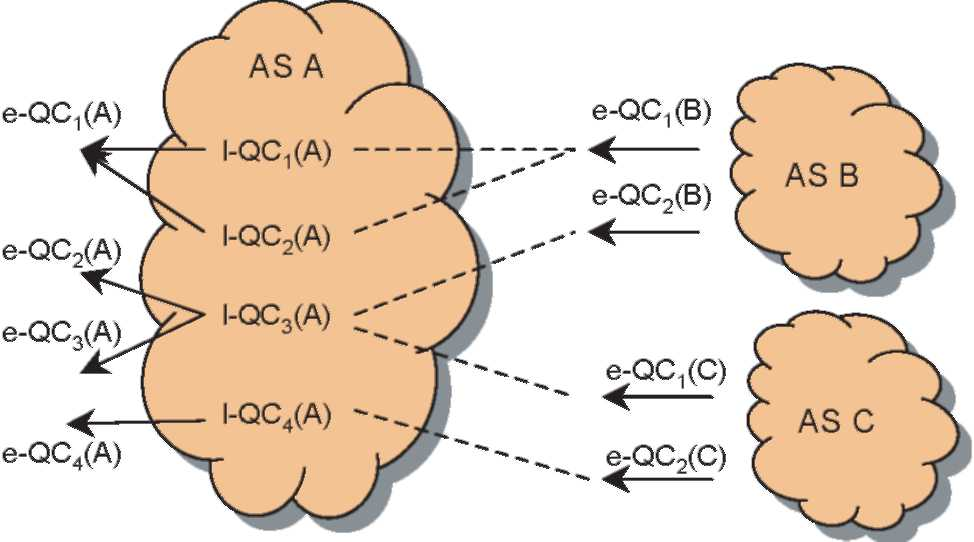 AS A
e-QC₁(A)
l-QC₁(A)
e-QC₁(B)
AS B
e-QC₂(B)
l-QC₂(A)
e-QC₂(A)
l-QC₃(A)
e-QC₃(A)
e-QC₁(C)
l-QC₄(A)
AS C
e-QC₄(A)
e-QC₂(C)